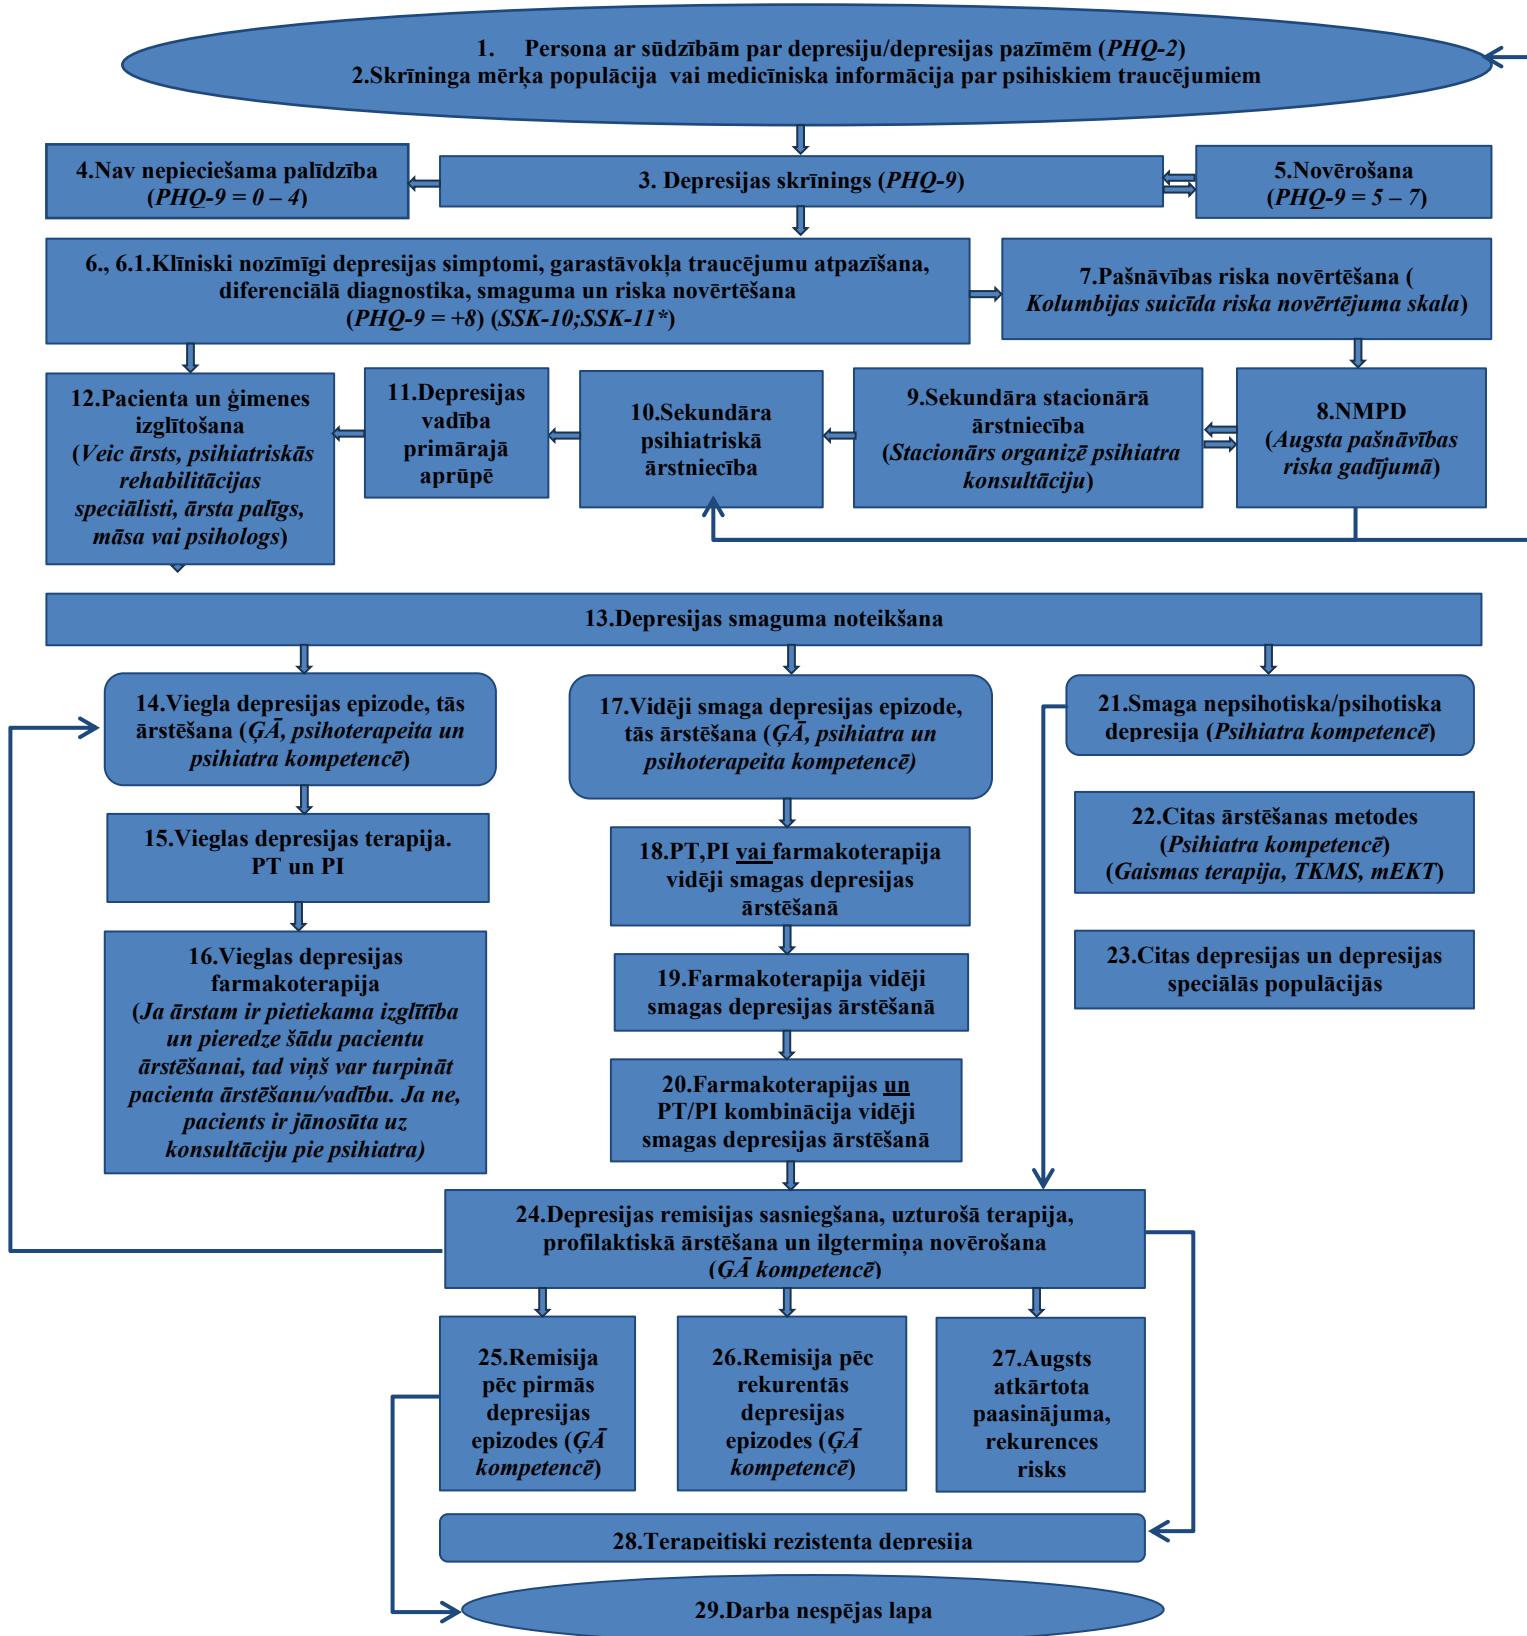 1. Persona ar sūdzībām par depresiju/depresijas pazīmēm (PHQ-2)
2.Skrīninga mērķa populācija vai medicīniska informācija par psihiskiem traucējumiem
4.Nav nepieciešama palīdzība
(PHQ-9 = 0 – 4)
3. Depresijas skrīnings (PHQ-9)
5.Novērošana
(PHQ-9 = 5 – 7)
6., 6.1.Klīniski nozīmīgi depresijas simptomi, garastāvokļa traucējumu atpazīšana,
diferenciālā diagnostika, smaguma un riska novērtēšana
(PHQ-9 = +8) (SSK-10;SSK-11*)
7.Pašnāvības riska novērtēšana (
Kolumbijas suicīda riska novērtējuma skala)
12.Pacienta un ģimenes
izglītošana
(Veic ārsts, psihiatriskās
rehabilitācijas
speciālisti, ārsta palīgs,
māsa vai psihologs)
11.Depresijas
vadība
primārajā
aprūpē
10.Sekundāra
psihiatriskā
ārstniecība
9.Sekundāra stacionārā
ārstniecība
(Stacionārs organizē psihiatra
konsultāciju)
8.NMPD
(Augsta pašnāvības
riska gadījumā)
13.Depresijas smaguma noteikšana
14.Viegla depresijas epizode, tās
ārstēšana (ĢĀ, psihoterapeita un
psihiatra kompetencē)
17.Vidēji smaga depresijas epizode,
tās ārstēšana (ĢĀ, psihiatra un
psihoterapeita kompetencē)
21.Smaga nepsihotiska/psihotiska
depresija (Psihiatra kompetencē)
15.Vieglas depresijas terapija.
PT un PI
18.PT,PI vai farmakoterapija
vidēji smagas depresijas
ārstēšanā
22.Citas ārstēšanas metodes
(Psihiatra kompetencē)
(Gaismas terapija, TKMS, mEKT)
16.Vieglas depresijas
farmakoterapija
(Ja ārstam ir pietiekama izglītība
un pieredze šādu pacientu
ārstēšanai, tad viņš var turpināt
pacienta ārstēšanu/vadību. Ja ne,
pacients ir jānosūta uz
konsultāciju pie psihiatra)
19.Farmakoterapija vidēji
smagas depresijas ārstēšanā
23.Citas depresijas un depresijas
speciālās populācijās
20.Farmakoterapijas un
PT/PI kombinācija vidēji
smagas depresijas ārstēšanā
24.Depresijas remisijas sasniegšana, uzturošā terapija,
profilaktiskā ārstēšana un ilgtermiņa novērošana
(ĢĀ kompetencē)
25.Remisija
pēc pirmās
depresijas
epizodes (ĢĀ
kompetencē)
26.Remisija pēc
rekurentās
depresijas
epizodes (ĢĀ
kompetencē)
27.Augsts
atkārtota
paasinājuma,
rekurences
risks
28.Terapeitiski rezistenta depresija
29.Darba nespējas lapa